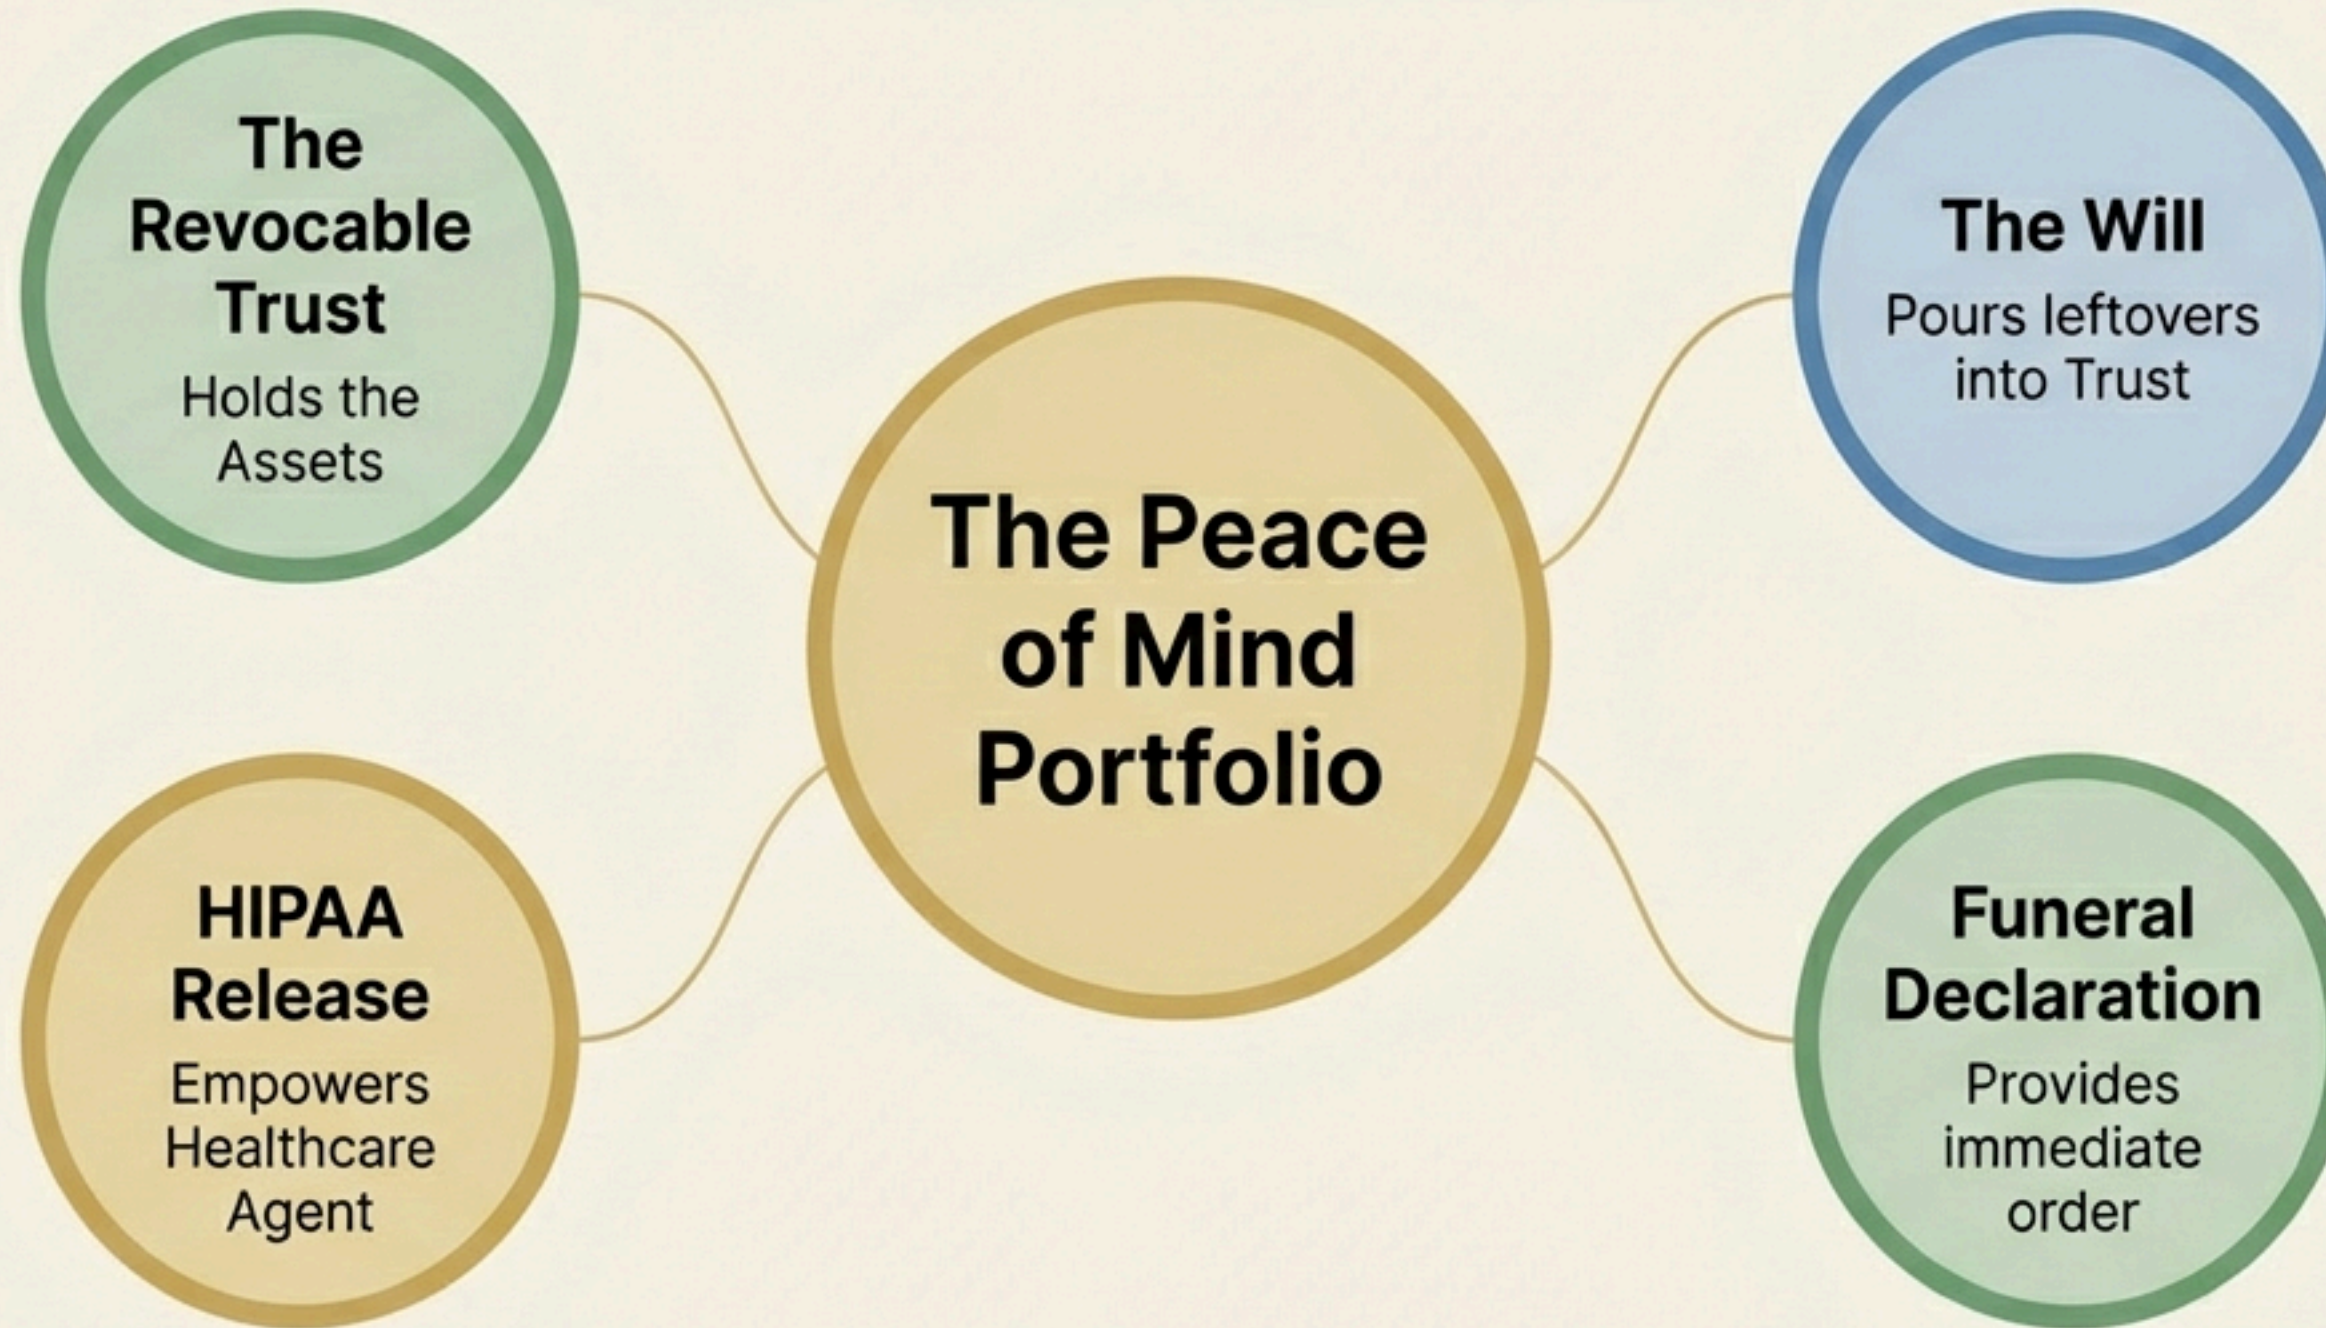 The
Revocable
Trust
Holds the
Assets
The Will
Pours leftovers
into Trust
The Peace
of Mind
Portfolio
HIPAA
Release
Empowers
Healthcare
Agent
Funeral
Declaration
Provides
immediate
order